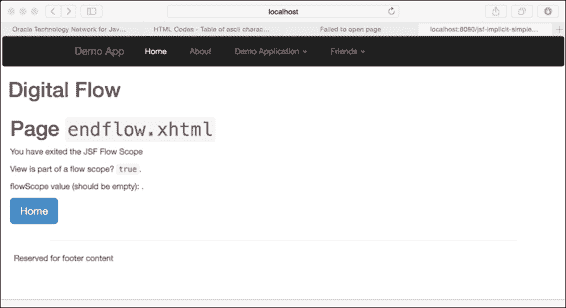 localhost
Oracle Technology Network for Jav... HTML Codes - Table of ascii charac... Failed to open page localhost:8080/jsf-implicit-simple...
Demo App Home About Demo Application Friends
Digital Flow
Page endflow.xhtml
You have exited the JSF Flow Scope
View is part of a flow scope? true .
flowScope value (should be empty): .
Home
Reserved for footer content